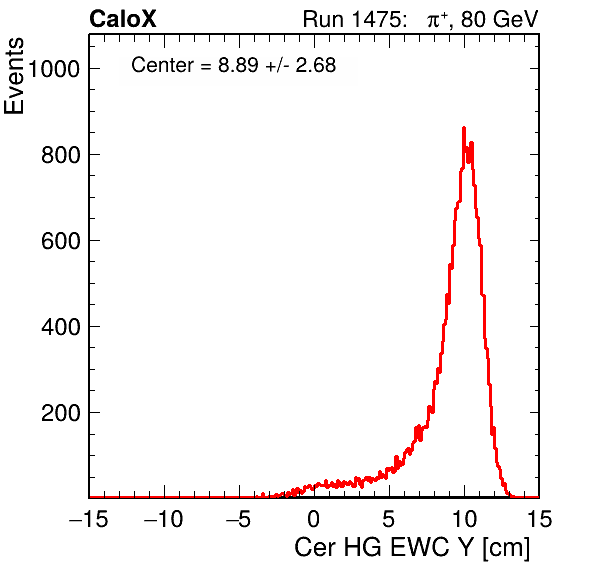 CaloX Run 1475: π⁺, 80 GeV
Center = 8.89 +/- 2.68
Events
1000
800
600
400
200
−15 −10 −5 0 5 10 15
Cer HG EWC Y [cm]